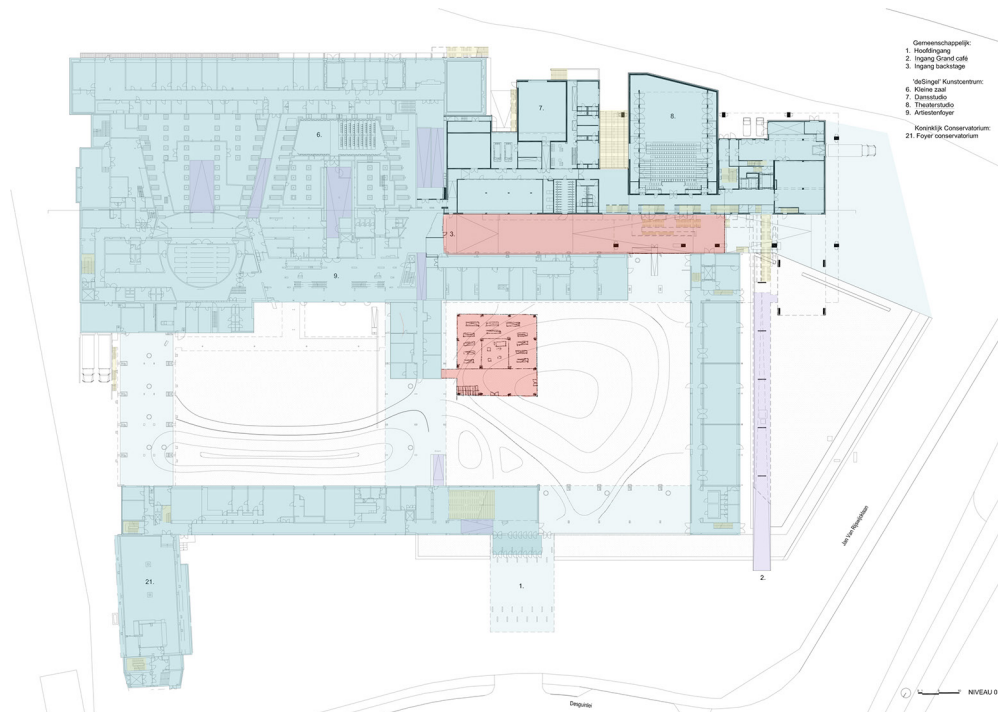 Gemeenschappelijk:
1. Hoofdingang
2. Ingang Grand café
3. Ingang backstage
'deSingel' Kunstcentrum:
6. Kleine zaal
7. Dansstudio
8. Theaterstudio
9. Artiestenfoyer
Koninklijk Conservatorium:
21. Foyer conservatorium
7.
8.
6.
3.
9.
21.
1.
2.
Jan Van Rijswijcklaan
Desguinlei
NIVEAU 0